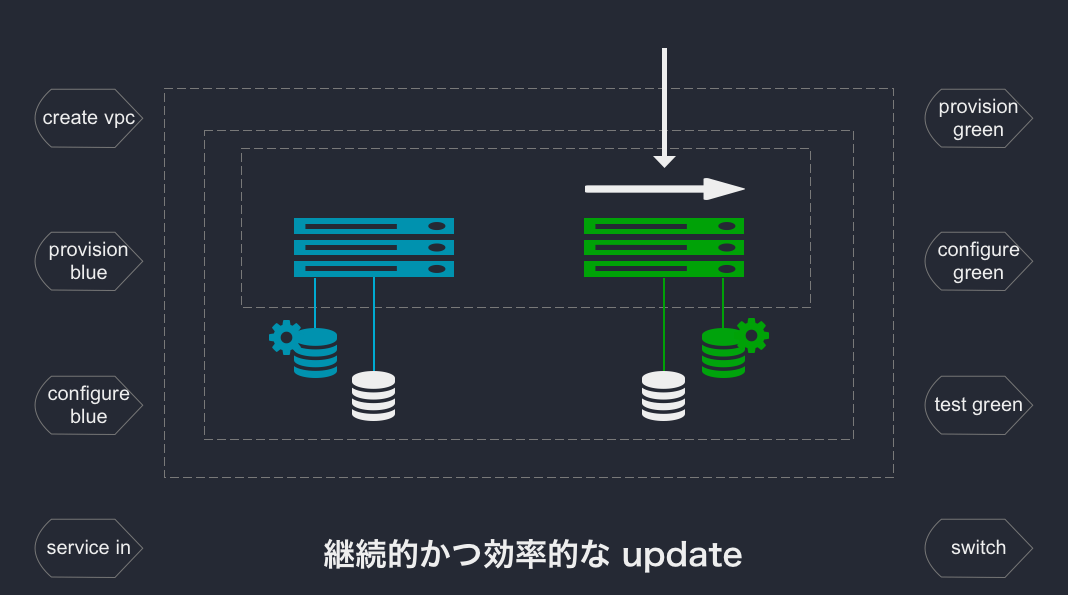 create vpc
provision
blue
configure
blue
service in
provision
green
configure
green
test green
switch
継続的かつ効率的な update